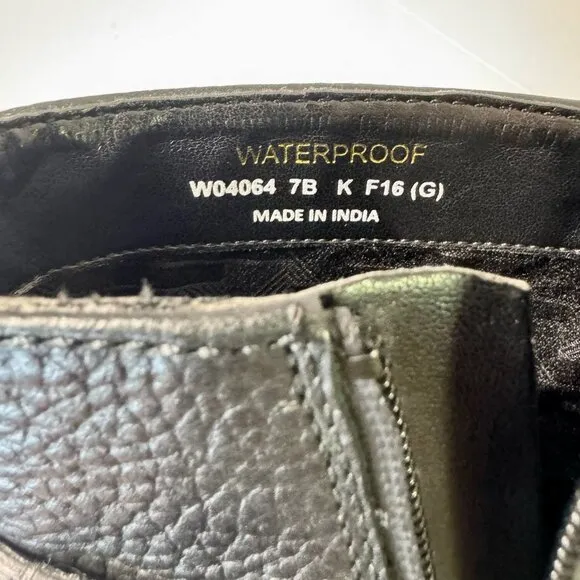 WATERPROOF
W04064 7B K F16 (G)
MADE IN INDIA